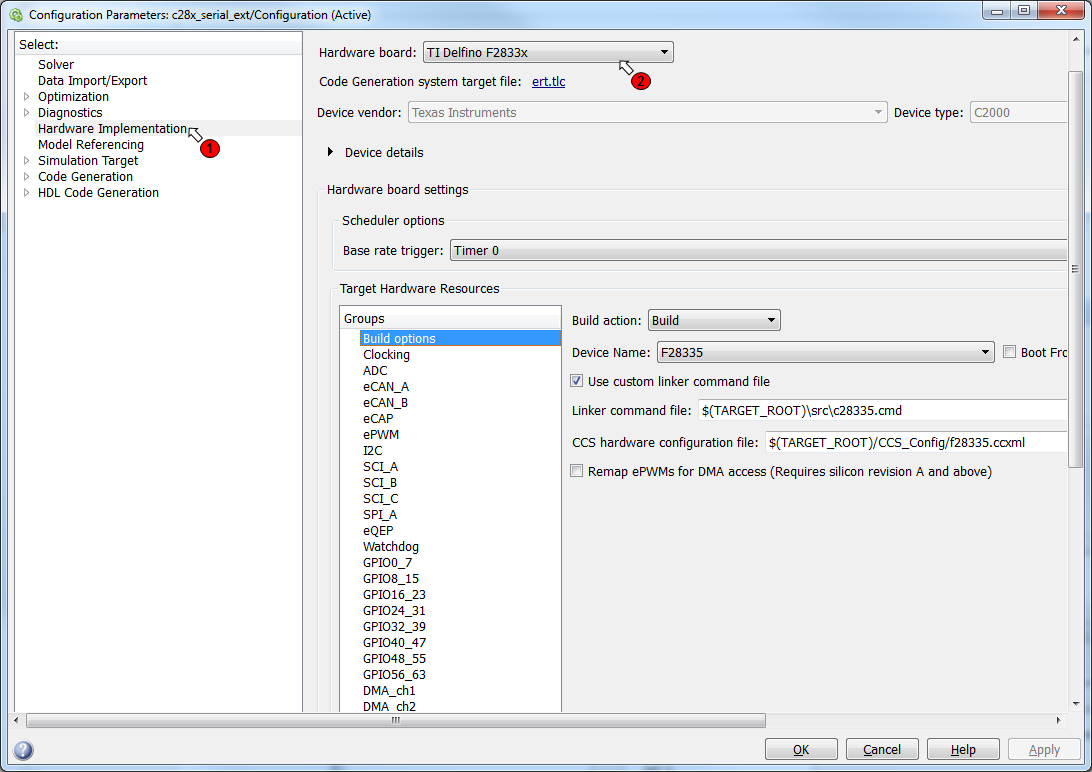 Configuration Parameters: c28x_serial_ext/Configuration (Active)
Select:
Solver
Data Import/Export
Optimization
Diagnostics
Hardware Implementation
1
Model Referencing
Simulation Target
Code Generation
HDL Code Generation
Hardware board: TI Delfino F2833x
2
Code Generation system target file: ert.tlc
Device vendor: Texas Instruments Device type: C2000
Device details
Hardware board settings
Scheduler options
Base rate trigger: Timer 0
Target Hardware Resources
Groups
Build options
Clocking
ADC
eCAN_A
eCAN_B
eCAP
ePWM
I2C
SCI_A
SCI_B
SCI_C
SPI_A
eQEP
Watchdog
GPIO0_7
GPIO8_15
GPIO16_23
GPIO24_31
GPIO32_39
GPIO40_47
GPIO48_55
GPIO56_63
DMA_ch1
DMA_ch2
Build action: Build
Device Name: F28335 Boot Fro
Use custom linker command file
Linker command file: $(TARGET_ROOT)\src\c28335.cmd
CCS hardware configuration file: $(TARGET_ROOT)/CCS_Config/f28335.ccxml
Remap ePWMs for DMA access (Requires silicon revision A and above)
?
OK Cancel Help Apply